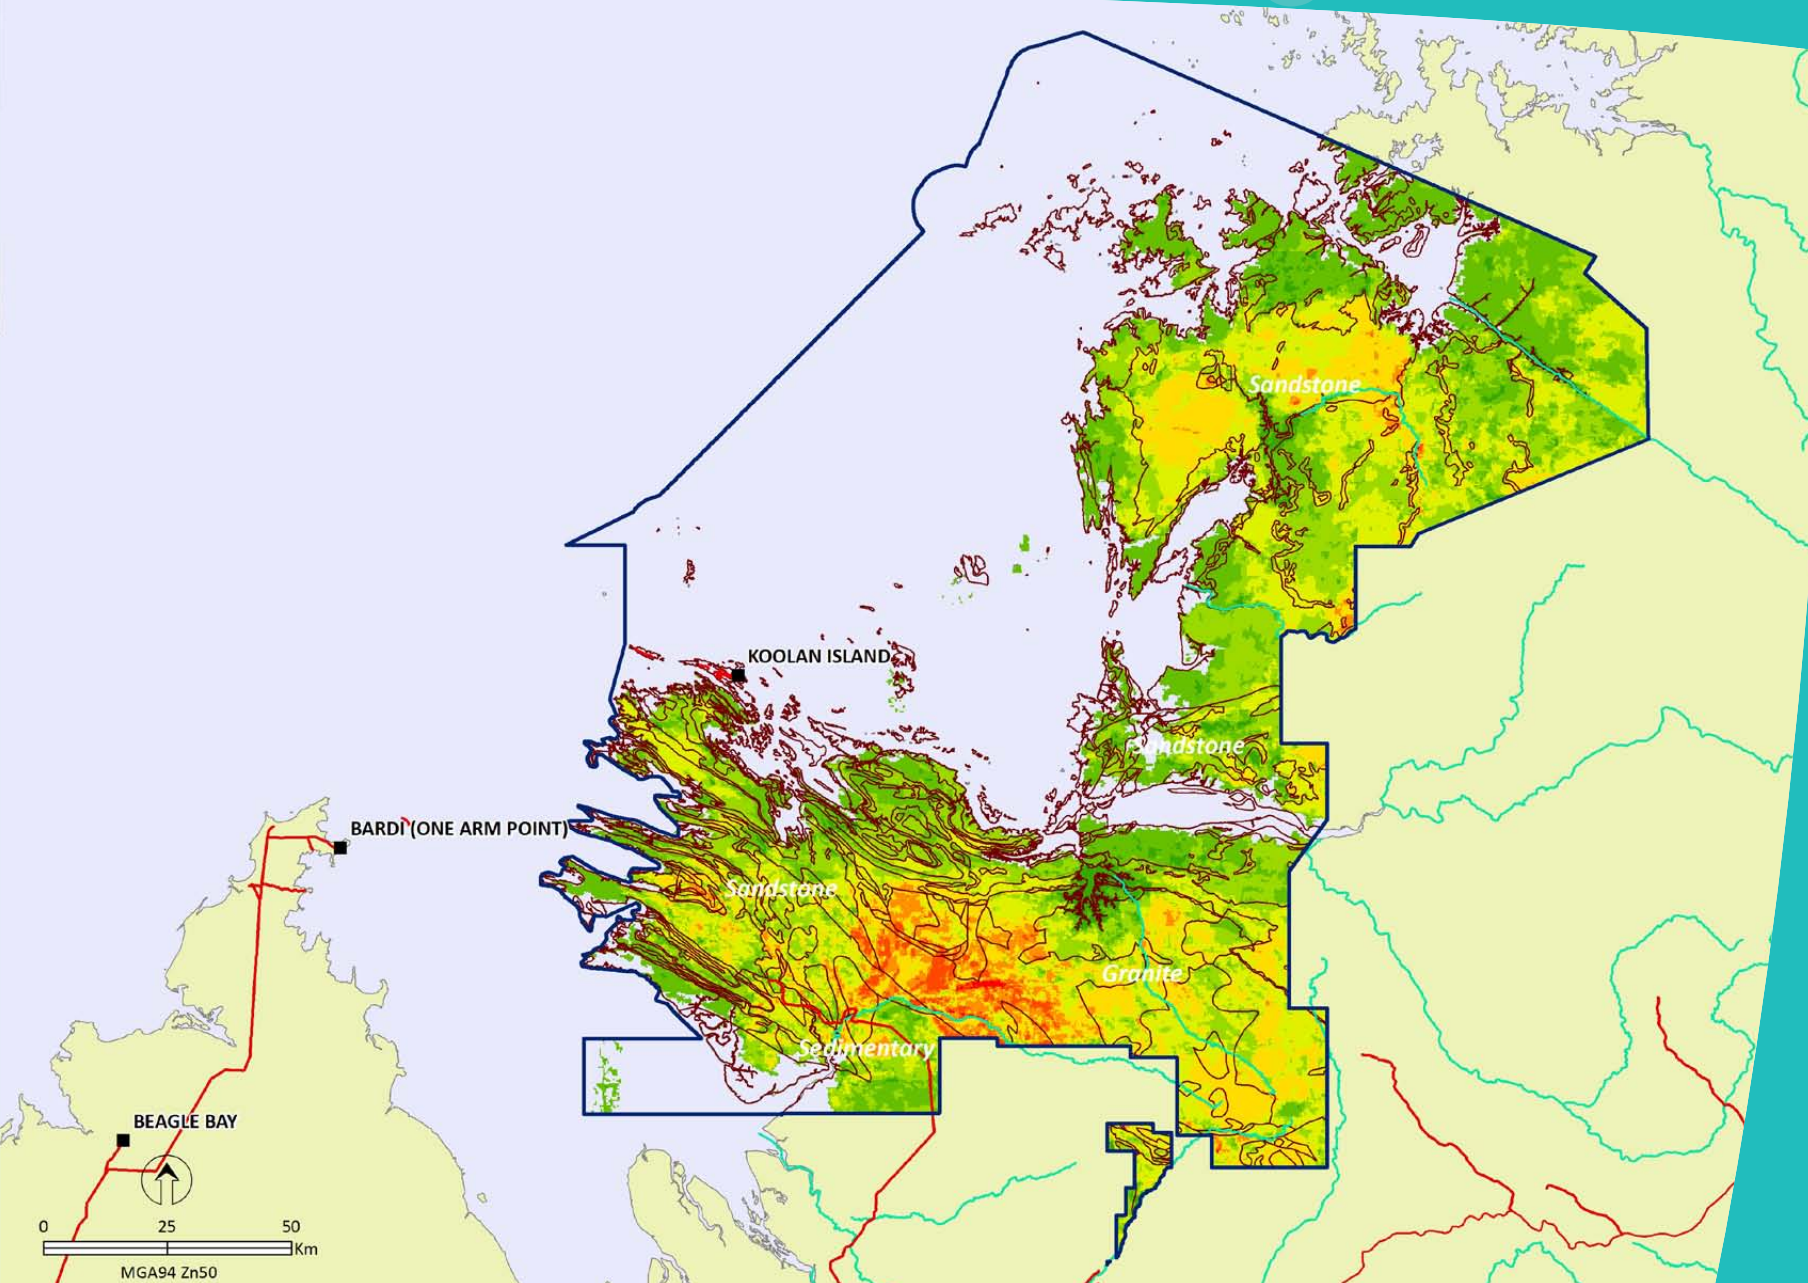 Sandstone
KOOLAN ISLAND
Sandstone
BARDI (ONE ARM POINT)
Sandstone
Granite
Sedimentary
BEAGLE BAY
0 25 50
Km
MGA94 Zn50